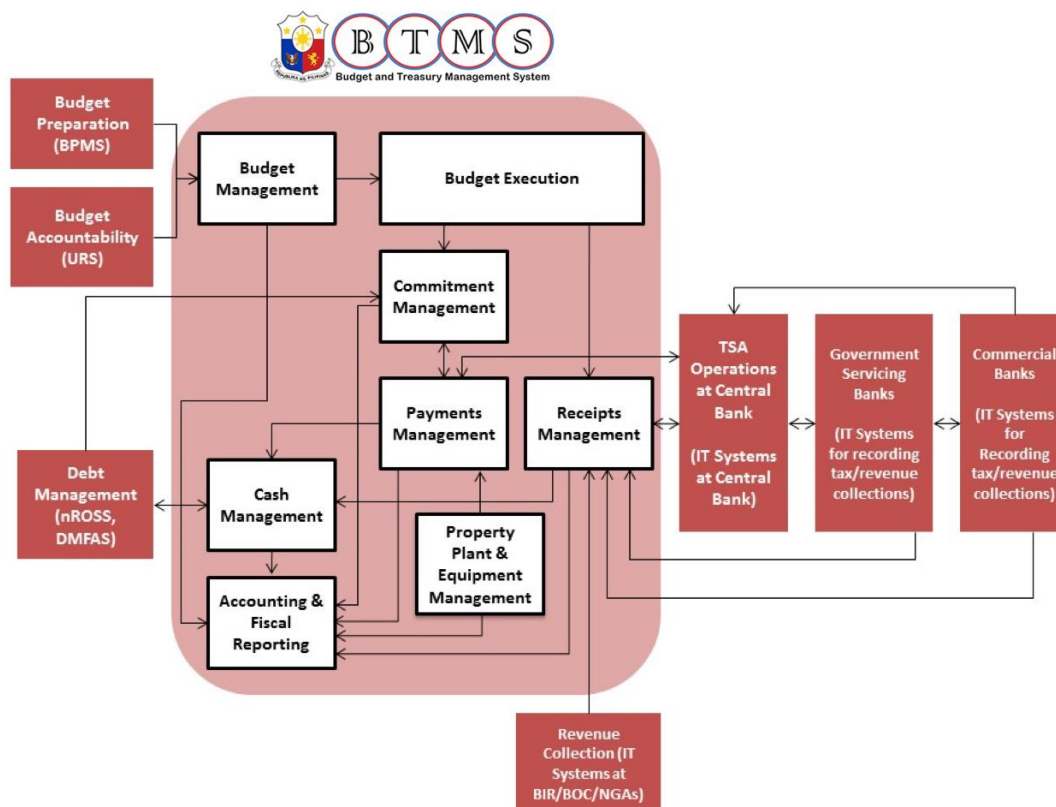 B T M S
REPUBLIKA NG PILIPINAS
Budget and Treasury Management System
Budget
Preparation
(BPMS)
Budget
Accountability
(URS)
Budget
Management
Budget Execution
Commitment
Management
Payments
Management
Receipts
Management
TSA
Operations
at Central
Bank
(IT Systems
at Central
Bank)
Government
Servicing
Banks
(IT Systems
for recording
tax/revenue
collections)
Commercial
Banks
(IT Systems
for
Recording
tax/revenue
collections)
Debt
Management
(nROSS,
DMFAS)
Cash
Management
Property
Plant &
Equipment
Management
Accounting &
Fiscal
Reporting
Revenue
Collection (IT
Systems at
BIR/BOC/NGAs)